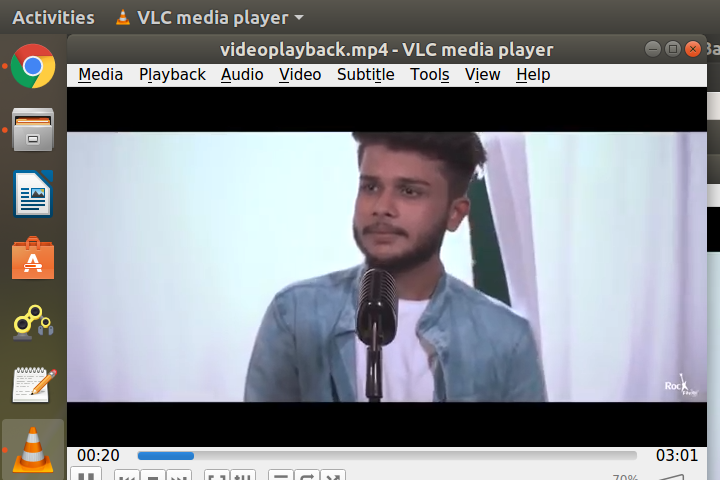 Activities VLC media player
videoplayback.mp4 - VLC media player
Media Playback Audio Video Subtitle Tools View Help
Rock
00:20 03:01
70%